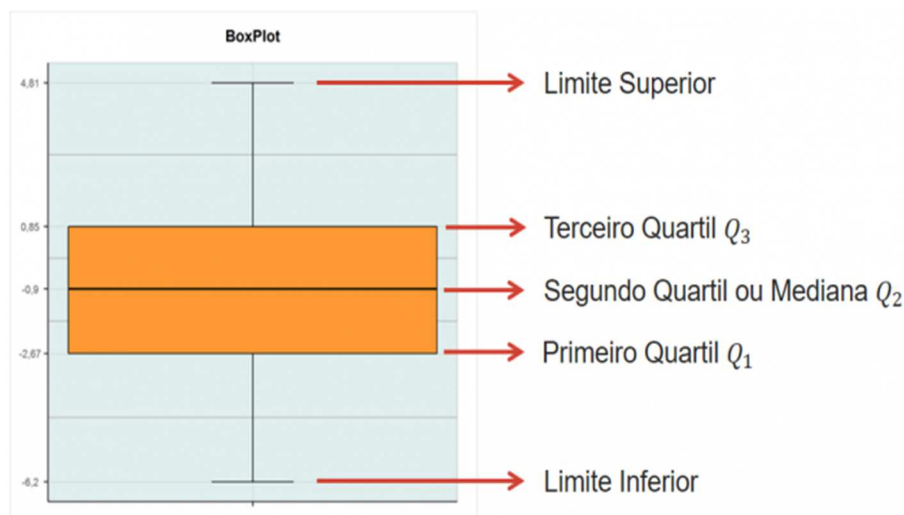 BoxPlot
4,81
Limite Superior
0,85
Terceiro Quartil Q₃
-0,9
Segundo Quartil ou Mediana Q₂
-2,67
Primeiro Quartil Q₁
-6,2
Limite Inferior